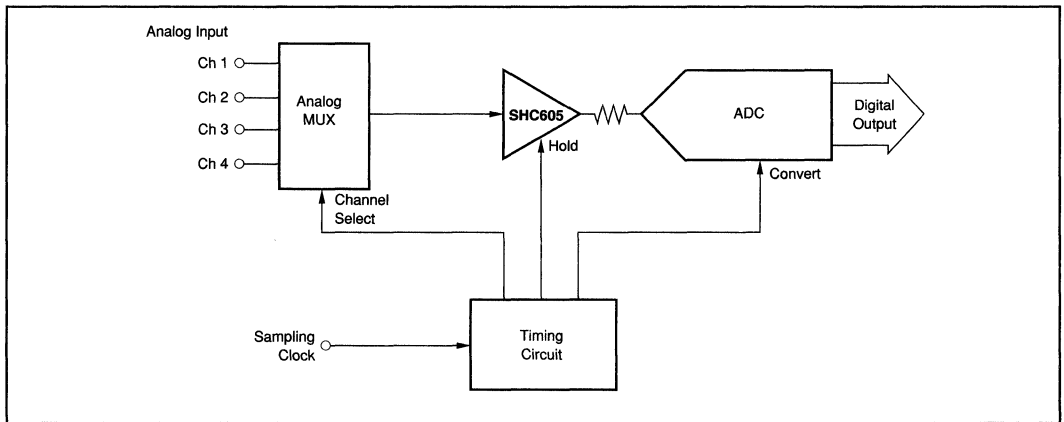 Analog Input
Ch 1
Ch 2
Ch 3
Ch 4
Analog
MUX
Channel
Select
SHC605
Hold
ADC
Convert
Digital
Output
Sampling
Clock
Timing
Circuit